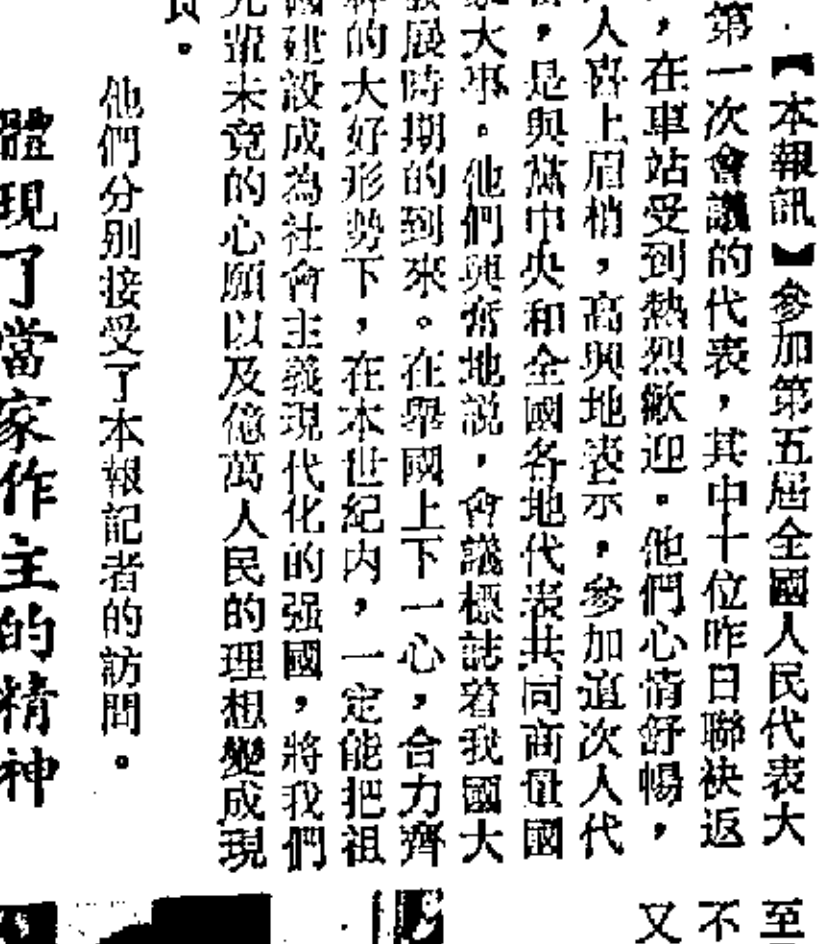 【本報訊】參加第五屆全國人民代表大
第一次會議的代表，其中十位昨日聯袂返
，在車站受到熱烈歡迎。他們心情舒暢，
人喜上眉梢，高興地表示，參加這次人代
，是與黨中央和全國各地代表共同商量國
大事。他們興奮地説，會議標誌着我國大
展時期的到來。在舉國上下一心，合力齊
的大好形勢下，在本世紀内，一定能把祖
國建設成為社會主義現代化的强國，將我們
輩未竟的心願以及億萬人民的理想變成現
。
他們分别接受了本報記者的訪問。
體現了當家作主的精神
至
不
又